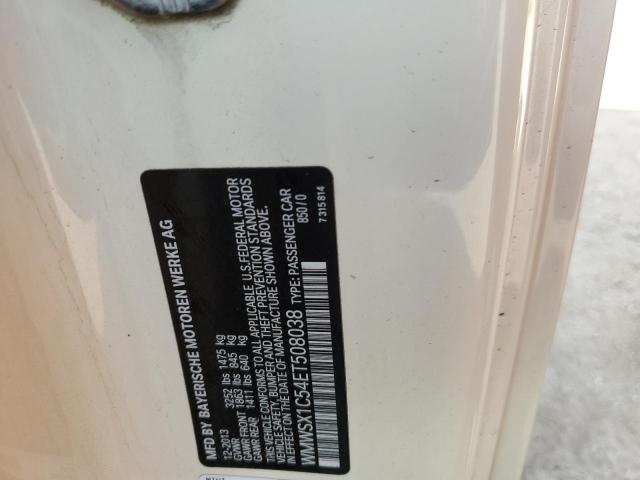 MFD BY BAYERISCHE MOTOREN WERKE AG
12-2013 3252 lbs 1475 kg
GVWR
GAWR FRONT 1863 lbs 845 kg
GAWR REAR 1411 lbs 640 kg
THIS VEHICLE CONFORMS TO ALL APPLICABLE U.S.FEDERAL MOTOR
VEHICLE SAFETY, BUMPER AND THEFT PREVENTION STANDARDS
IN EFFECT ON THE DATE OF MANUFACTURE SHOWN ABOVE.
WMWSX1C54ET508038 TYPE: PASSENGER CAR
850/0
7315814